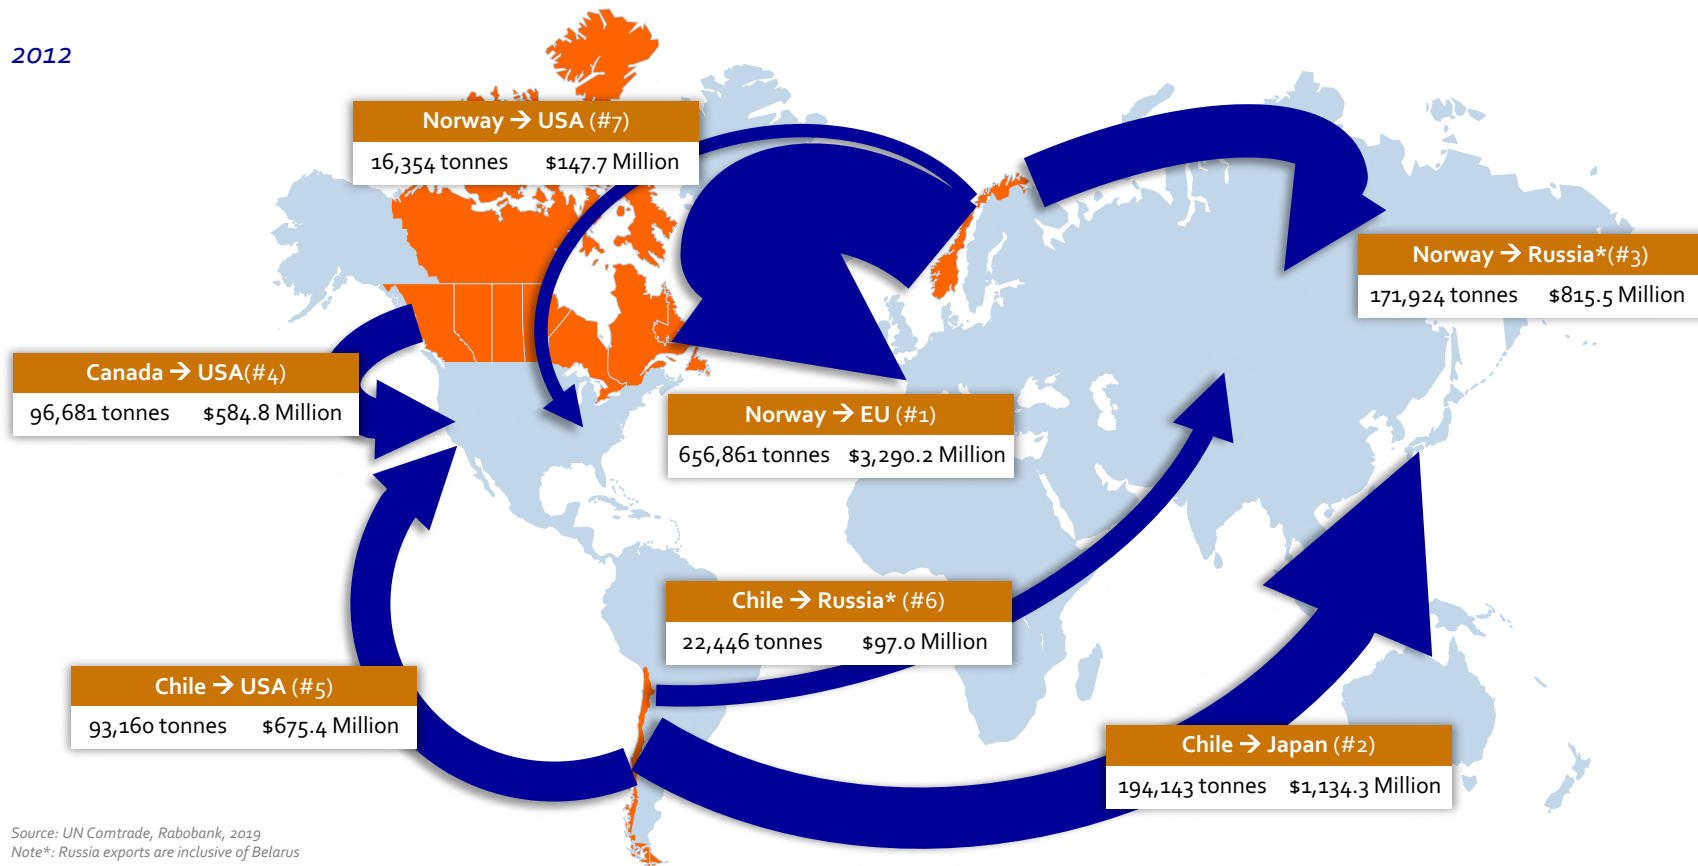 2012
Norway → USA (#7)
16,354 tonnes $147.7 Million
Norway → Russia*(#3)
171,924 tonnes $815.5 Million
Canada → USA(#4)
96,681 tonnes $584.8 Million
Norway → EU (#1)
656,861 tonnes $3,290.2 Million
Chile → Russia* (#6)
22,446 tonnes $97.0 Million
Chile → USA (#5)
93,160 tonnes $675.4 Million
Chile → Japan (#2)
194,143 tonnes $1,134.3 Million
Source: UN Comtrade, Rabobank, 2019
Note*: Russia exports are inclusive of Belarus